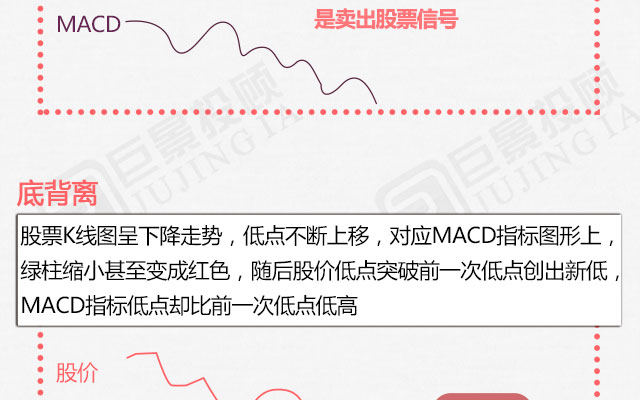 是卖出股票信号
MACD
底背离
股票K线图呈下降走势，低点不断上移，对应MACD指标图形上，
绿柱缩小甚至变成红色，随后股价低点突破前一次低点创出新低，
MACD指标低点却比前一次低点低高
股价
巨景投顾
JUJING IA
巨景投顾
JUJING IA